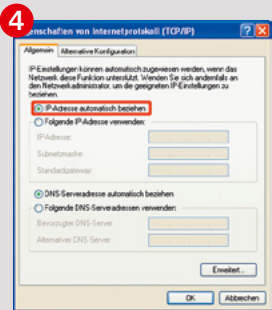 4
Eigenschaften von Internetprotokoll (TCP/IP)
Allgemein
Alternative Konfiguration
IP-Einstellungen können automatisch zugewiesen werden, wenn das
Netzwerk diese Funktion unterstützt. Wenden Sie sich andernfalls an
den Netzwerkadministrator, um die geeigneten IP-Einstellungen zu
beziehen.
IP-Adresse automatisch beziehen
Folgende IP-Adresse verwenden:
IP-Adresse:
Subnetzmaske:
Standardgateway:
DNS-Serveradresse automatisch beziehen
Folgende DNS-Serveradressen verwenden:
Bevorzugter DNS-Server:
Alternativer DNS-Server:
Erweitert...
OK
Abbrechen